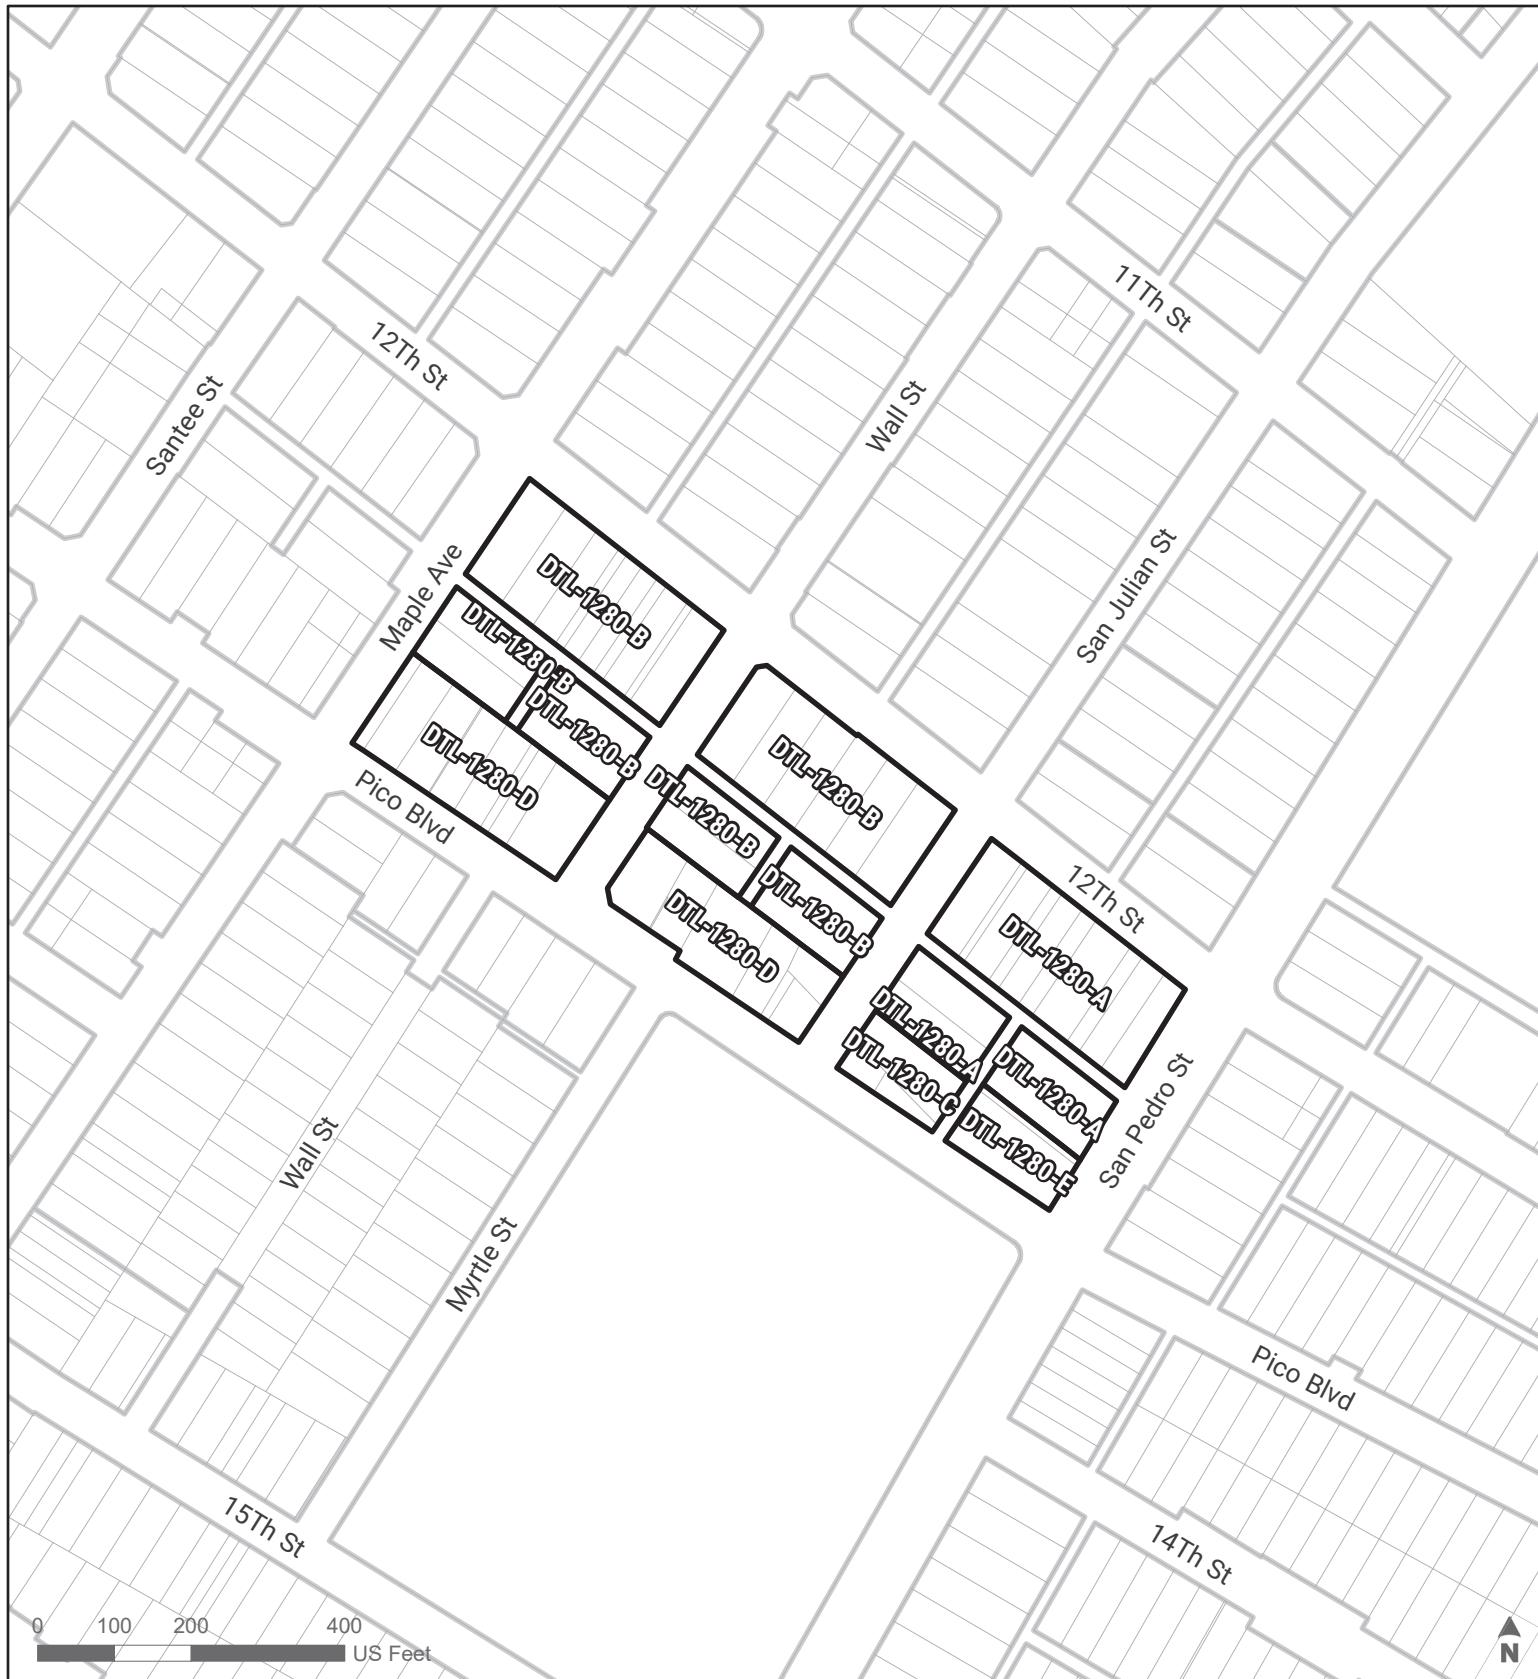 11Th St
12Th St
Santee St
Wall St
San Julian St
Maple Ave
DTL-1280-B
DTL-1280-B
DTL-1280-B
DTL-1280-D
Pico Blvd
DTL-1280-B
DTL-1280-B
DTL-1280-B
DTL-1280-D
12Th St
DTL-1280-A
DTL-1280-A
DTL-1280-A
DTL-1280-C
DTL-1280-E
San Pedro St
Wall St
Myrtle St
Pico Blvd
15Th St
14Th St
0 100 200 400
US Feet
N